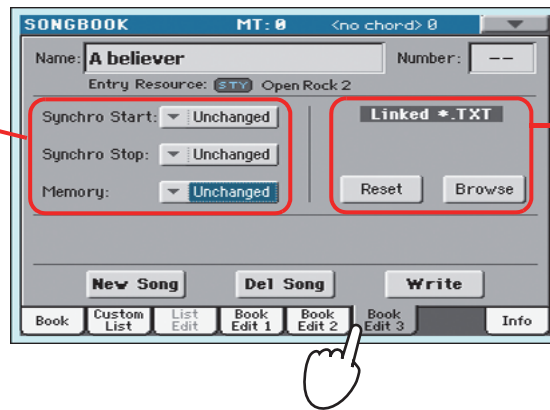 SONGBOOK MT: 0 <no chord> 0
Name: A believer Number: --
Entry Resource: STY Open Rock 2
Synchro Start: Unchanged Linked *.TXT
Synchro Stop: Unchanged
Memory: Unchanged Reset Browse
New Song Del Song Write
Book Custom List List Edit Book Edit 1 Book Edit 2 Book Edit 3 Info